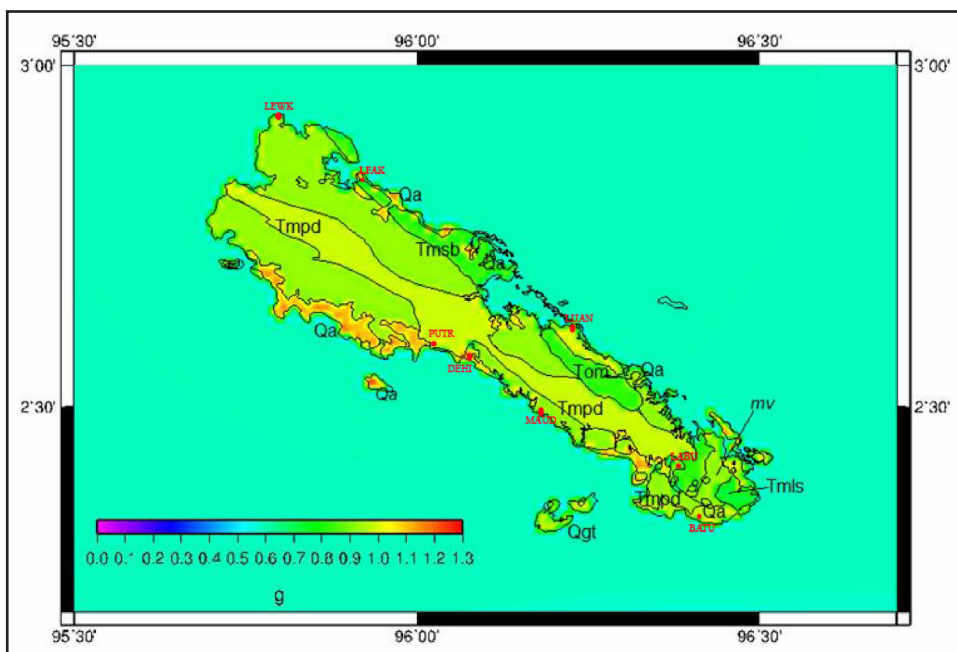 95˚30' 96˚00' 96˚30'
3˚00' 3˚00'
LEWK
LEAK
Qa
Tmpd
Tmsb
Qa
Qa
PUTR
DEHI
Tom
Qa
Qa
2˚30' 2˚30'
Tmpd
mv
MAUD
LABU
Tmls
Tmpd
Qa
BATU
Qgt
0.0 0.1 0.2 0.3 0.4 0.5 0.6 0.7 0.8 0.9 1.0 1.1 1.2 1.3
g
95˚30' 96˚00' 96˚30'